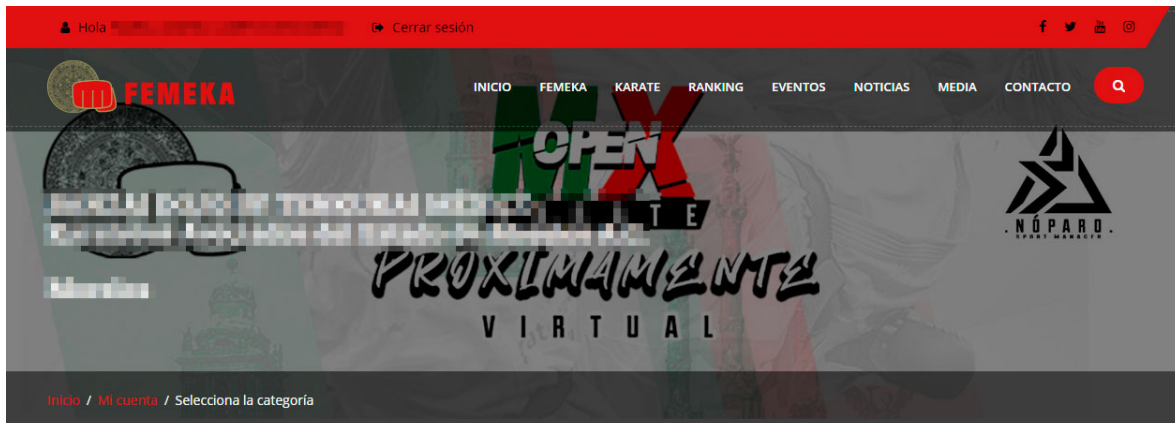 Hola
Cerrar sesión
FEMEKA
INICIO FEMEKA KARATE RANKING EVENTOS NOTICIAS MEDIA CONTACTO
OPEN
MX
TE
.NÓPARO.
SPORT MANAGER
PROXIMAMENTE
VIRTUAL
Inicio / Mi cuenta / Selecciona la categoría